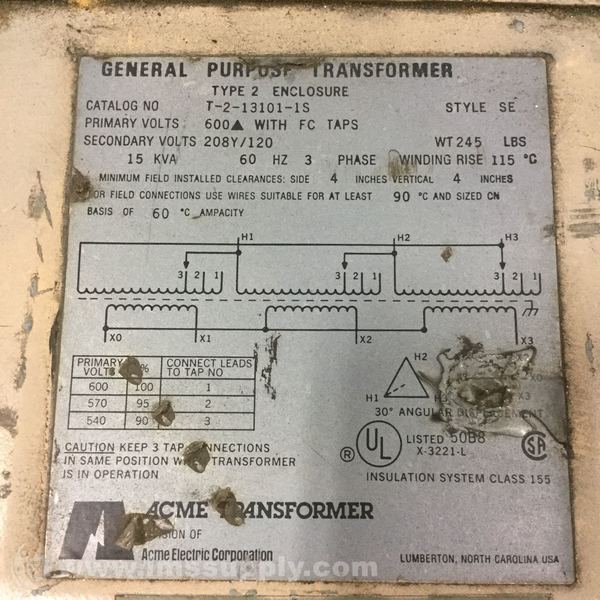 GENERAL PURPOSE TRANSFORMER
TYPE 2 ENCLOSURE
CATALOG NO T-2-13101-1S STYLE SE
PRIMARY VOLTS 600▲ WITH FC TAPS
SECONDARY VOLTS 208Y/120 WT 245 LBS
15 KVA 60 HZ 3 PHASE WINDING RISE 115 °C
MINIMUM FIELD INSTALLED CLEARANCES: SIDE 4 INCHES VERTICAL 4 INCHES
FOR FIELD CONNECTIONS USE WIRES SUITABLE FOR AT LEAST 90 °C AND SIZED ON
BASIS OF 60 °C AMPACITY
H1 H2 H3
3 2 1 3 2 1 3 2 1
X0 X1 X2 X3
PRIMARY VOLTS % CONNECT LEADS TO TAP NO
600 100 1
570 95 2
540 90 3
H2
H1 H3
X3
30° ANGULAR DISPLACEMENT
CAUTION KEEP 3 TAP CONNECTIONS
IN SAME POSITION WHEN TRANSFORMER
IS IN OPERATION
® UL LISTED 50B8
X-3221-L
SA
INSULATION SYSTEM CLASS 155
ACME TRANSFORMER
DIVISION OF
Acme Electric Corporation
LUMBERTON, NORTH CAROLINA USA
www.imssupply.com